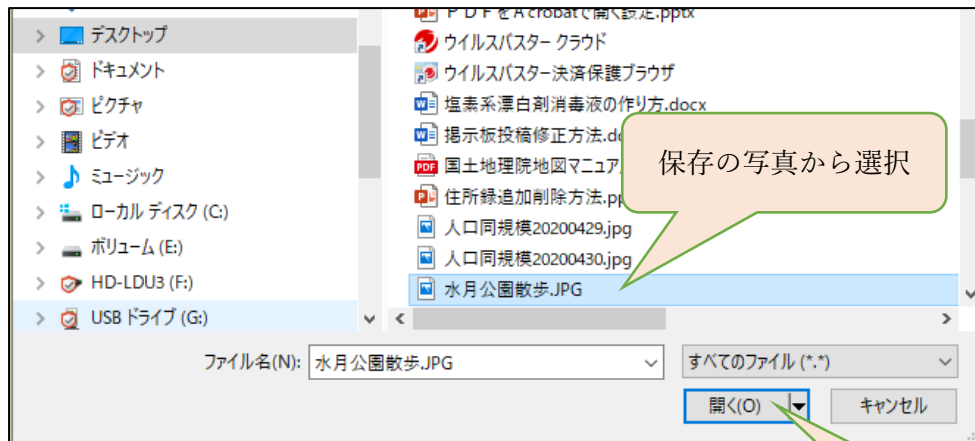 デスクトップ
ドキュメント
ピクチャ
ビデオ
ミュージック
ローカル ディスク (C:)
ボリューム (E:)
HD-LDU3 (F:)
USB ドライブ (G:)
ＰＤＦをAcrobatで開く設定.pptx
ウイルスバスター クラウド
ウイルスバスター決済保護ブラウザ
塩素系漂白剤消毒液の作り方.docx
掲示板投稿修正方法.d
国土地理院地図マニュア
住所録追加削除方法.pp
人口同規模20200429.jpg
人口同規模20200430.jpg
水月公園散歩.JPG
保存の写真から選択
ファイル名(N): 水月公園散歩.JPG
すべてのファイル (*.*)
開く(O)
キャンセル